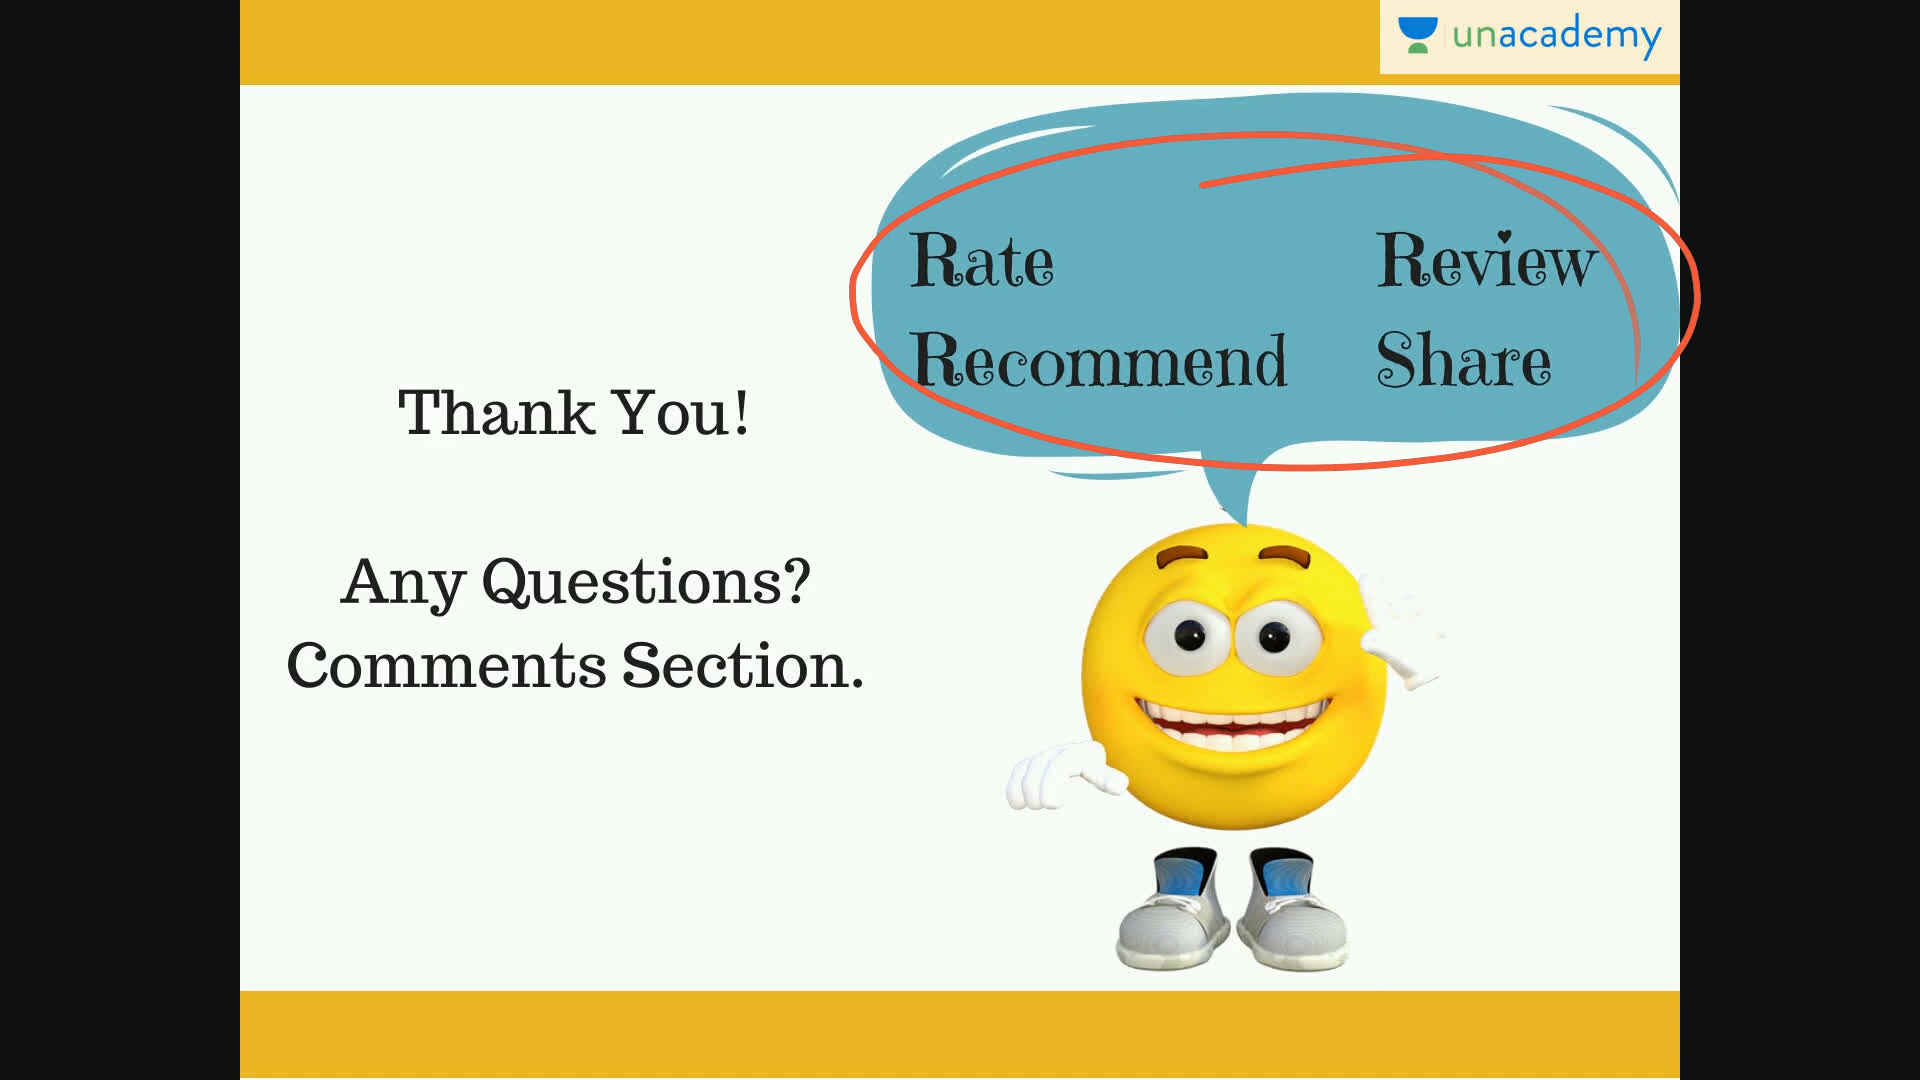 unacademy
Rate Review
Recommend Share
Thank You!
Any Questions?
Comments Section.